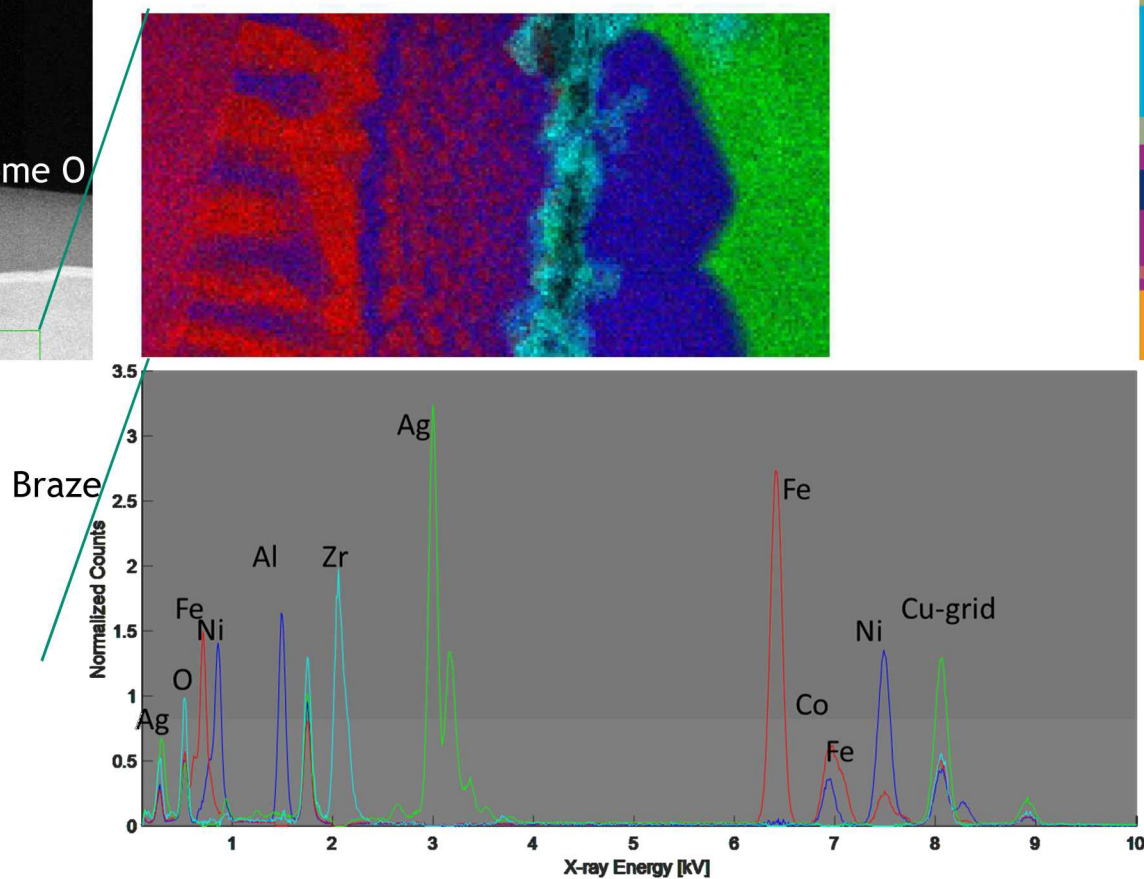 me O
Braze
Normalized Counts
3.5
3
2.5
2
1.5
1
0.5
0
Ag
Fe
Al
Zr
Fe
Ni
O
Ag
Ni
Cu-grid
Co
Fe
1 2 3 4 5 6 7 8 9 10
X-ray Energy [kV]